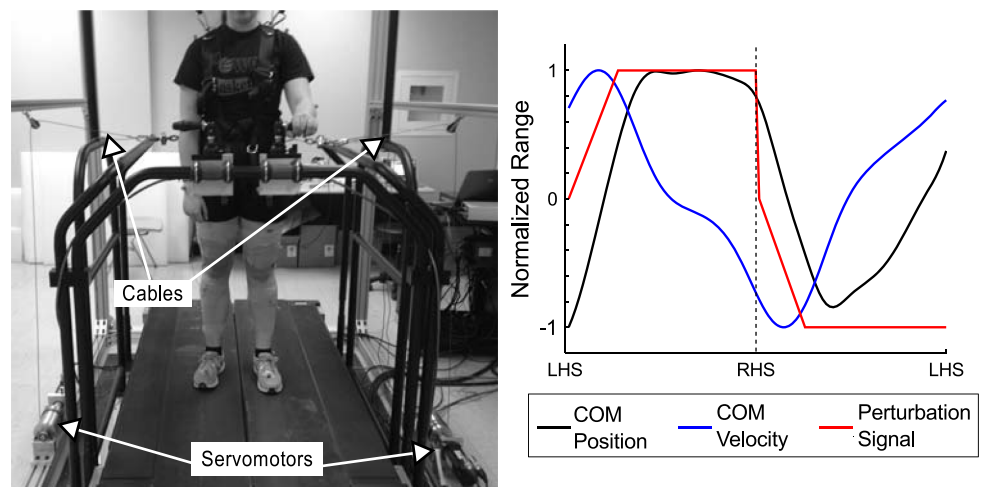 Cables
Servomotors
Normalized Range
1
0
-1
LHS
RHS
LHS
COM
Position
COM
Velocity
Perturbation
Signal